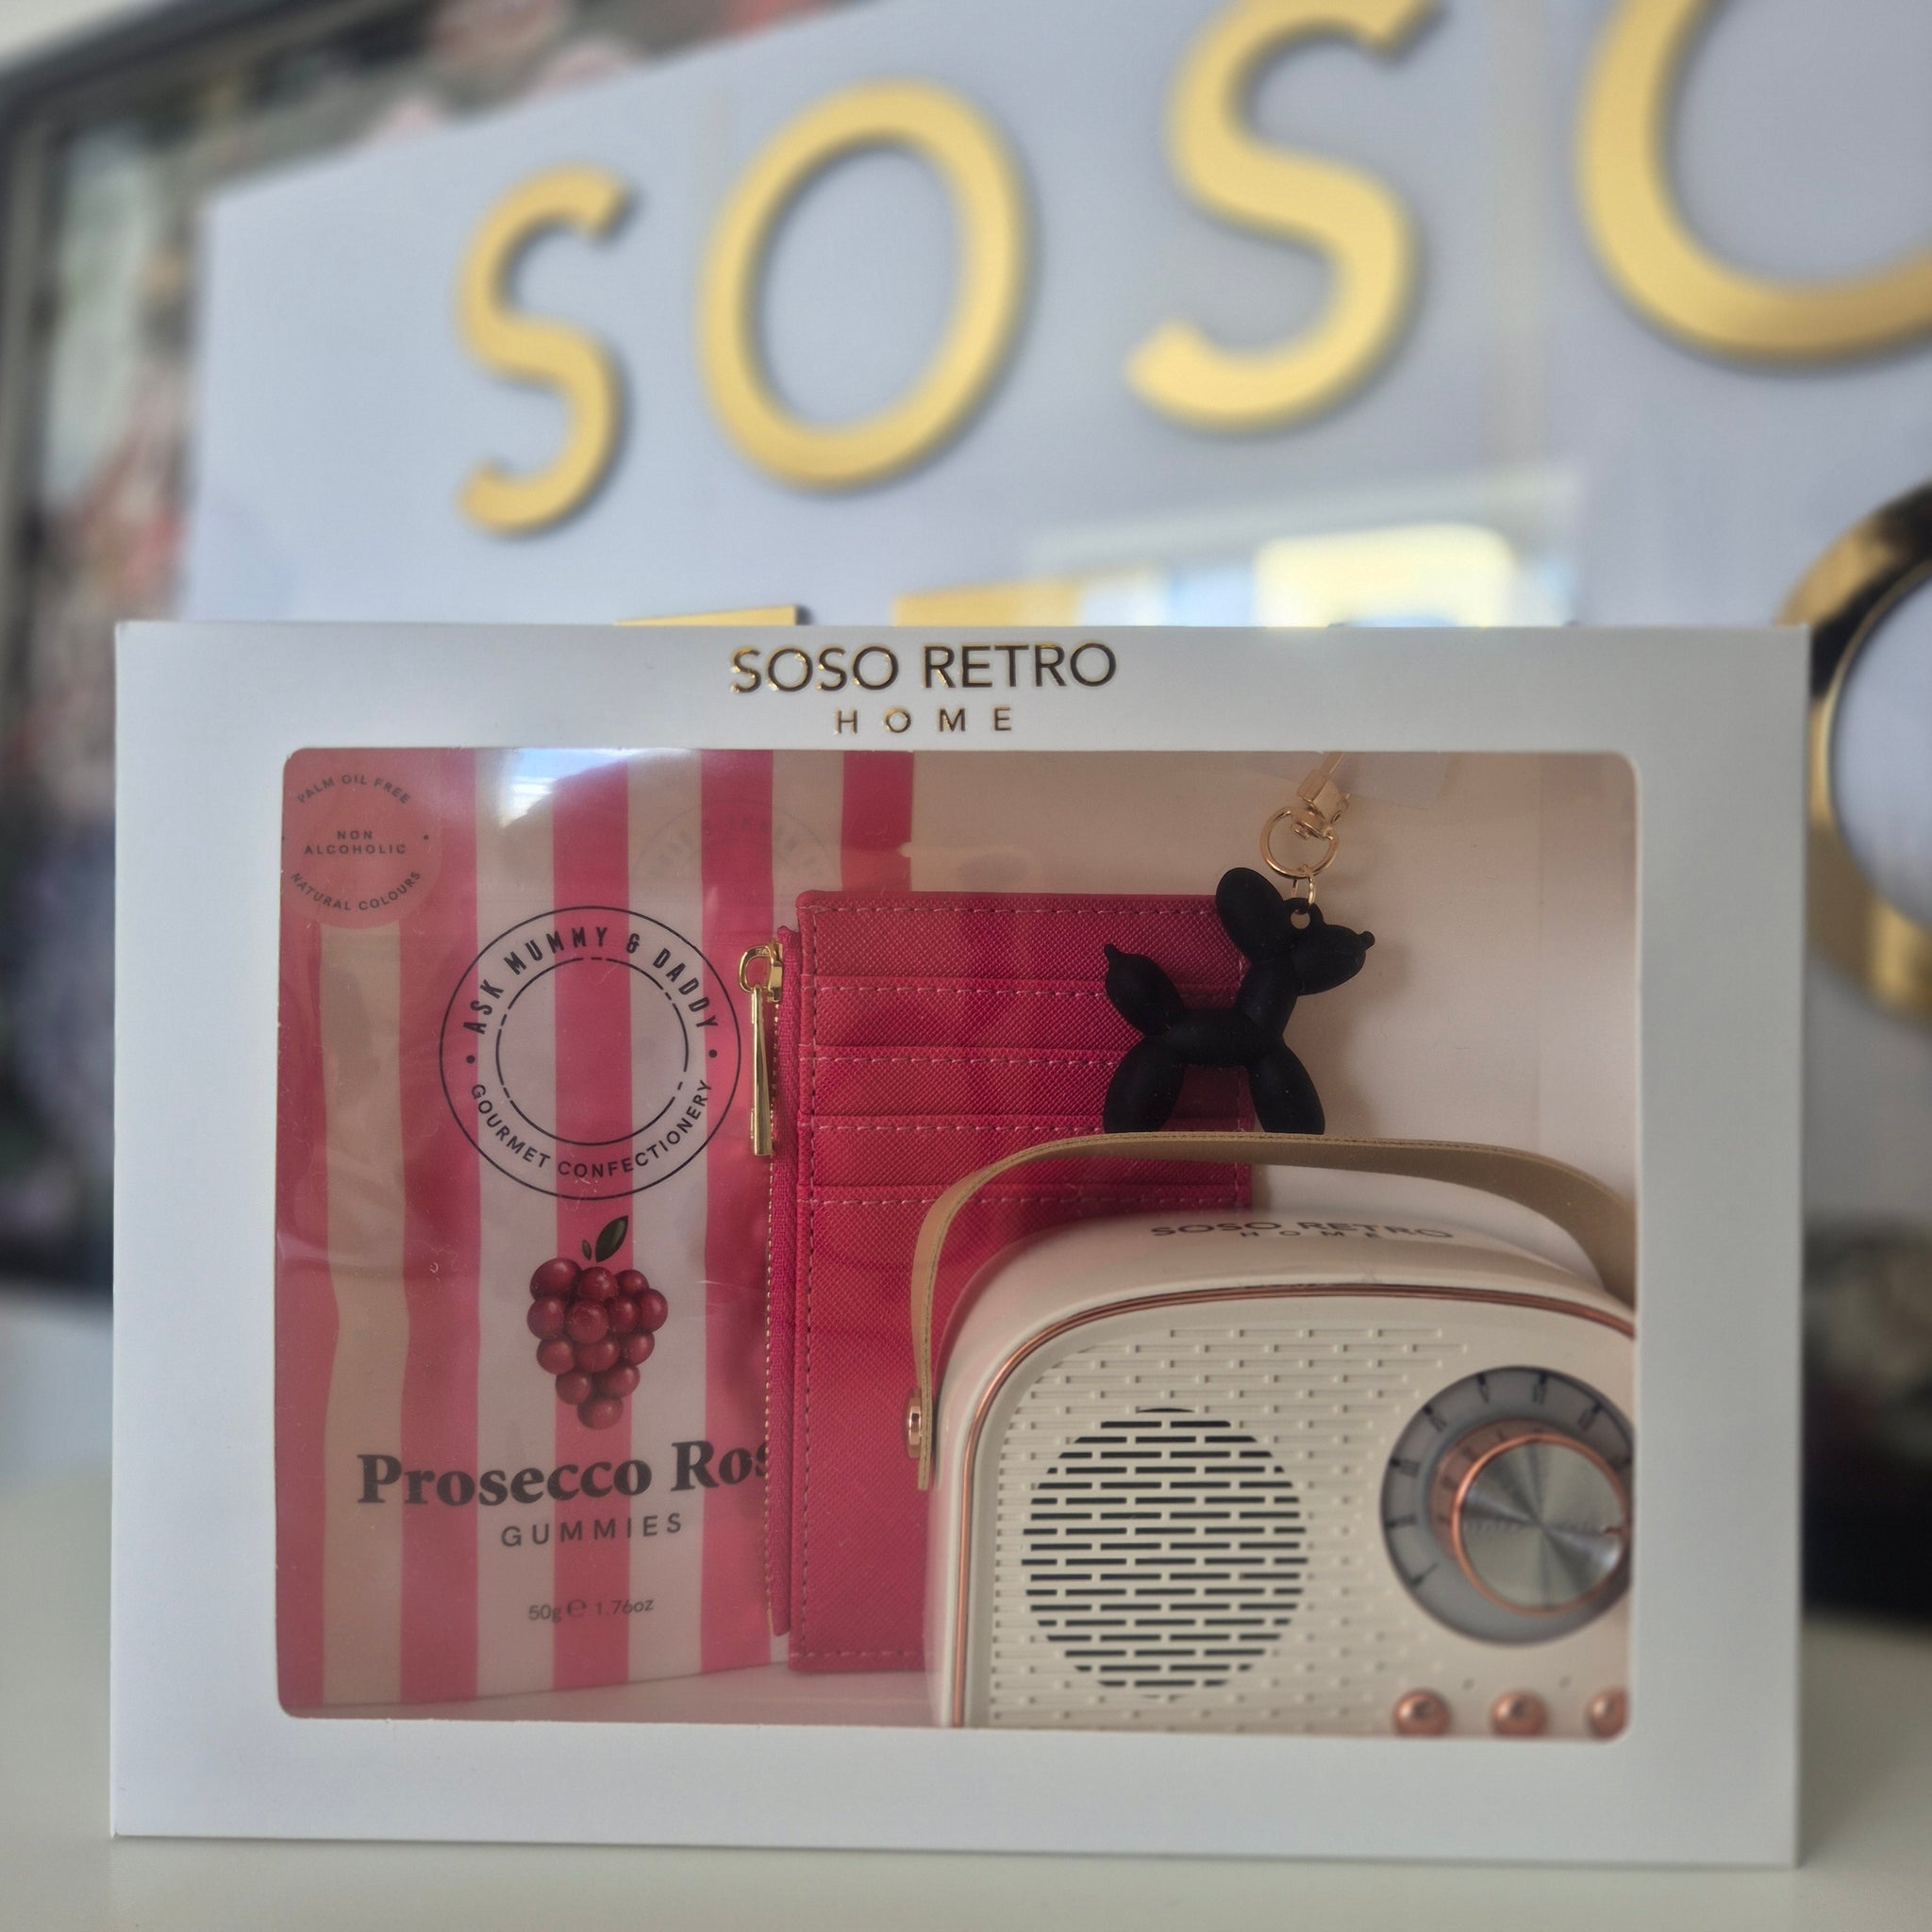 SOSO
SOSO RETRO
HOME
PALM OIL FREE
NON
ALCOHOLIC
NATURAL COLOURS
ASK MUMMY & DADDY
GOURMET CONFECTIONERY
Prosecco Ros
GUMMIES
50g ℮ 1.76oz
SOSO RETRO
HOME